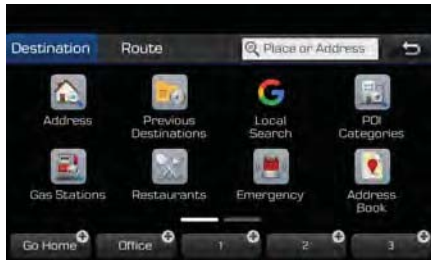 Destination
Route
Place or Address
Address
Previous
Destinations
Local
Search
POI
Categories
Gas Stations
Restaurants
Emergency
Address
Book
Go Home
Office
1
2
3